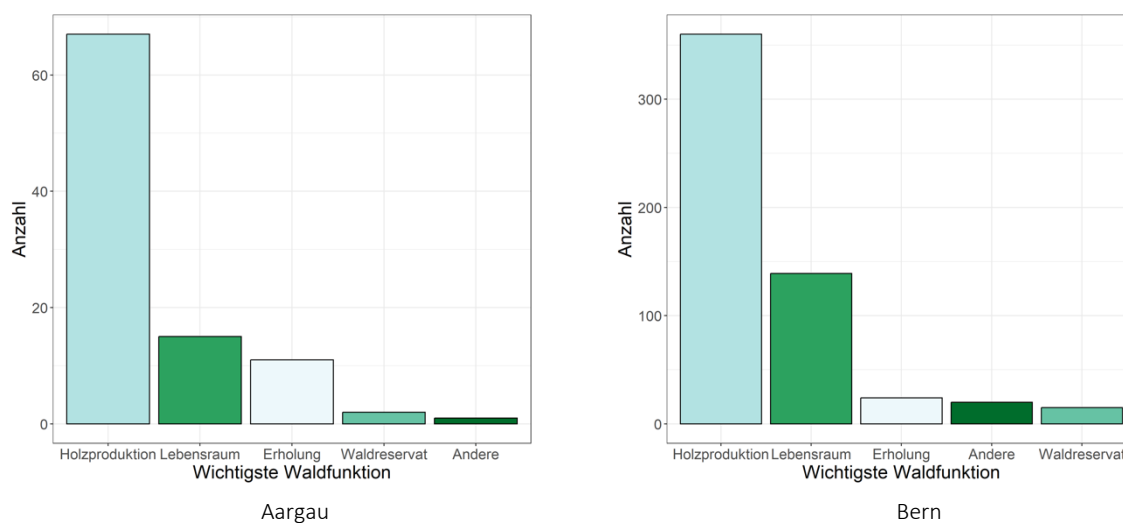 Anzahl
60
40
20
0
Holzproduktion Lebensraum Erholung Waldreservat Andere
Wichtigste Waldfunktion
Aargau
Anzahl
300
200
100
0
Holzproduktion Lebensraum Erholung Andere Waldreservat
Wichtigste Waldfunktion
Bern